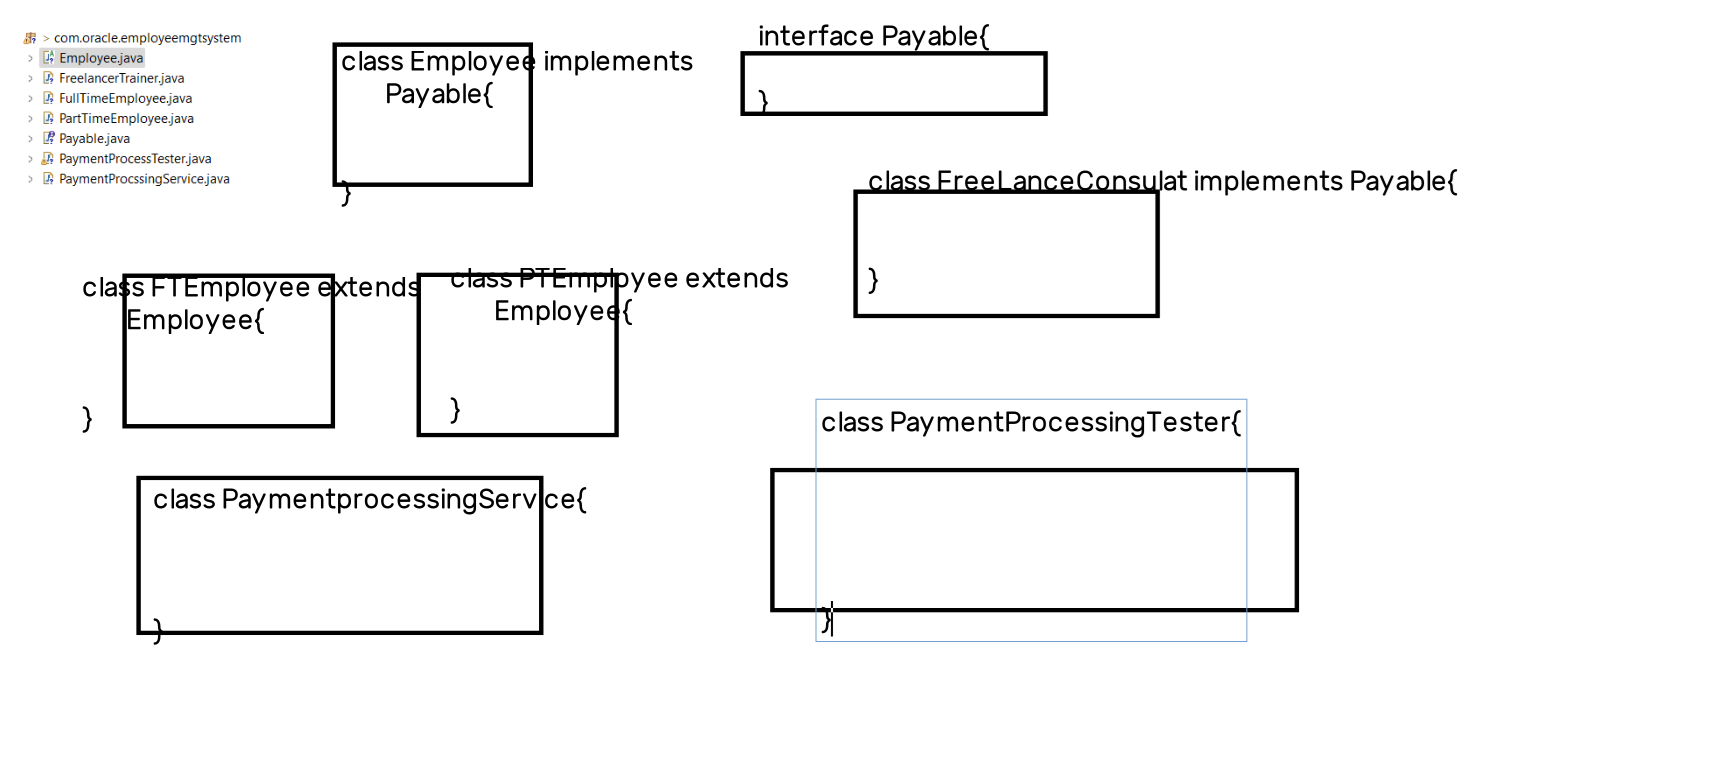 > com.oracle.employeemgtsystem
> Employee.java
> FreelancerTrainer.java
> FullTimeEmployee.java
> PartTimeEmployee.java
> Payable.java
> PaymentProcessTester.java
> PaymentProcssingService.java
class Employee implements
Payable{
}
interface Payable{
}
class FreeLanceConsulat implements Payable{
}
class FTEmployee extends
Employee{
}
class PTEmployee extends
Employee{
}
class PaymentprocessingService{
}
class PaymentProcessingTester{
}